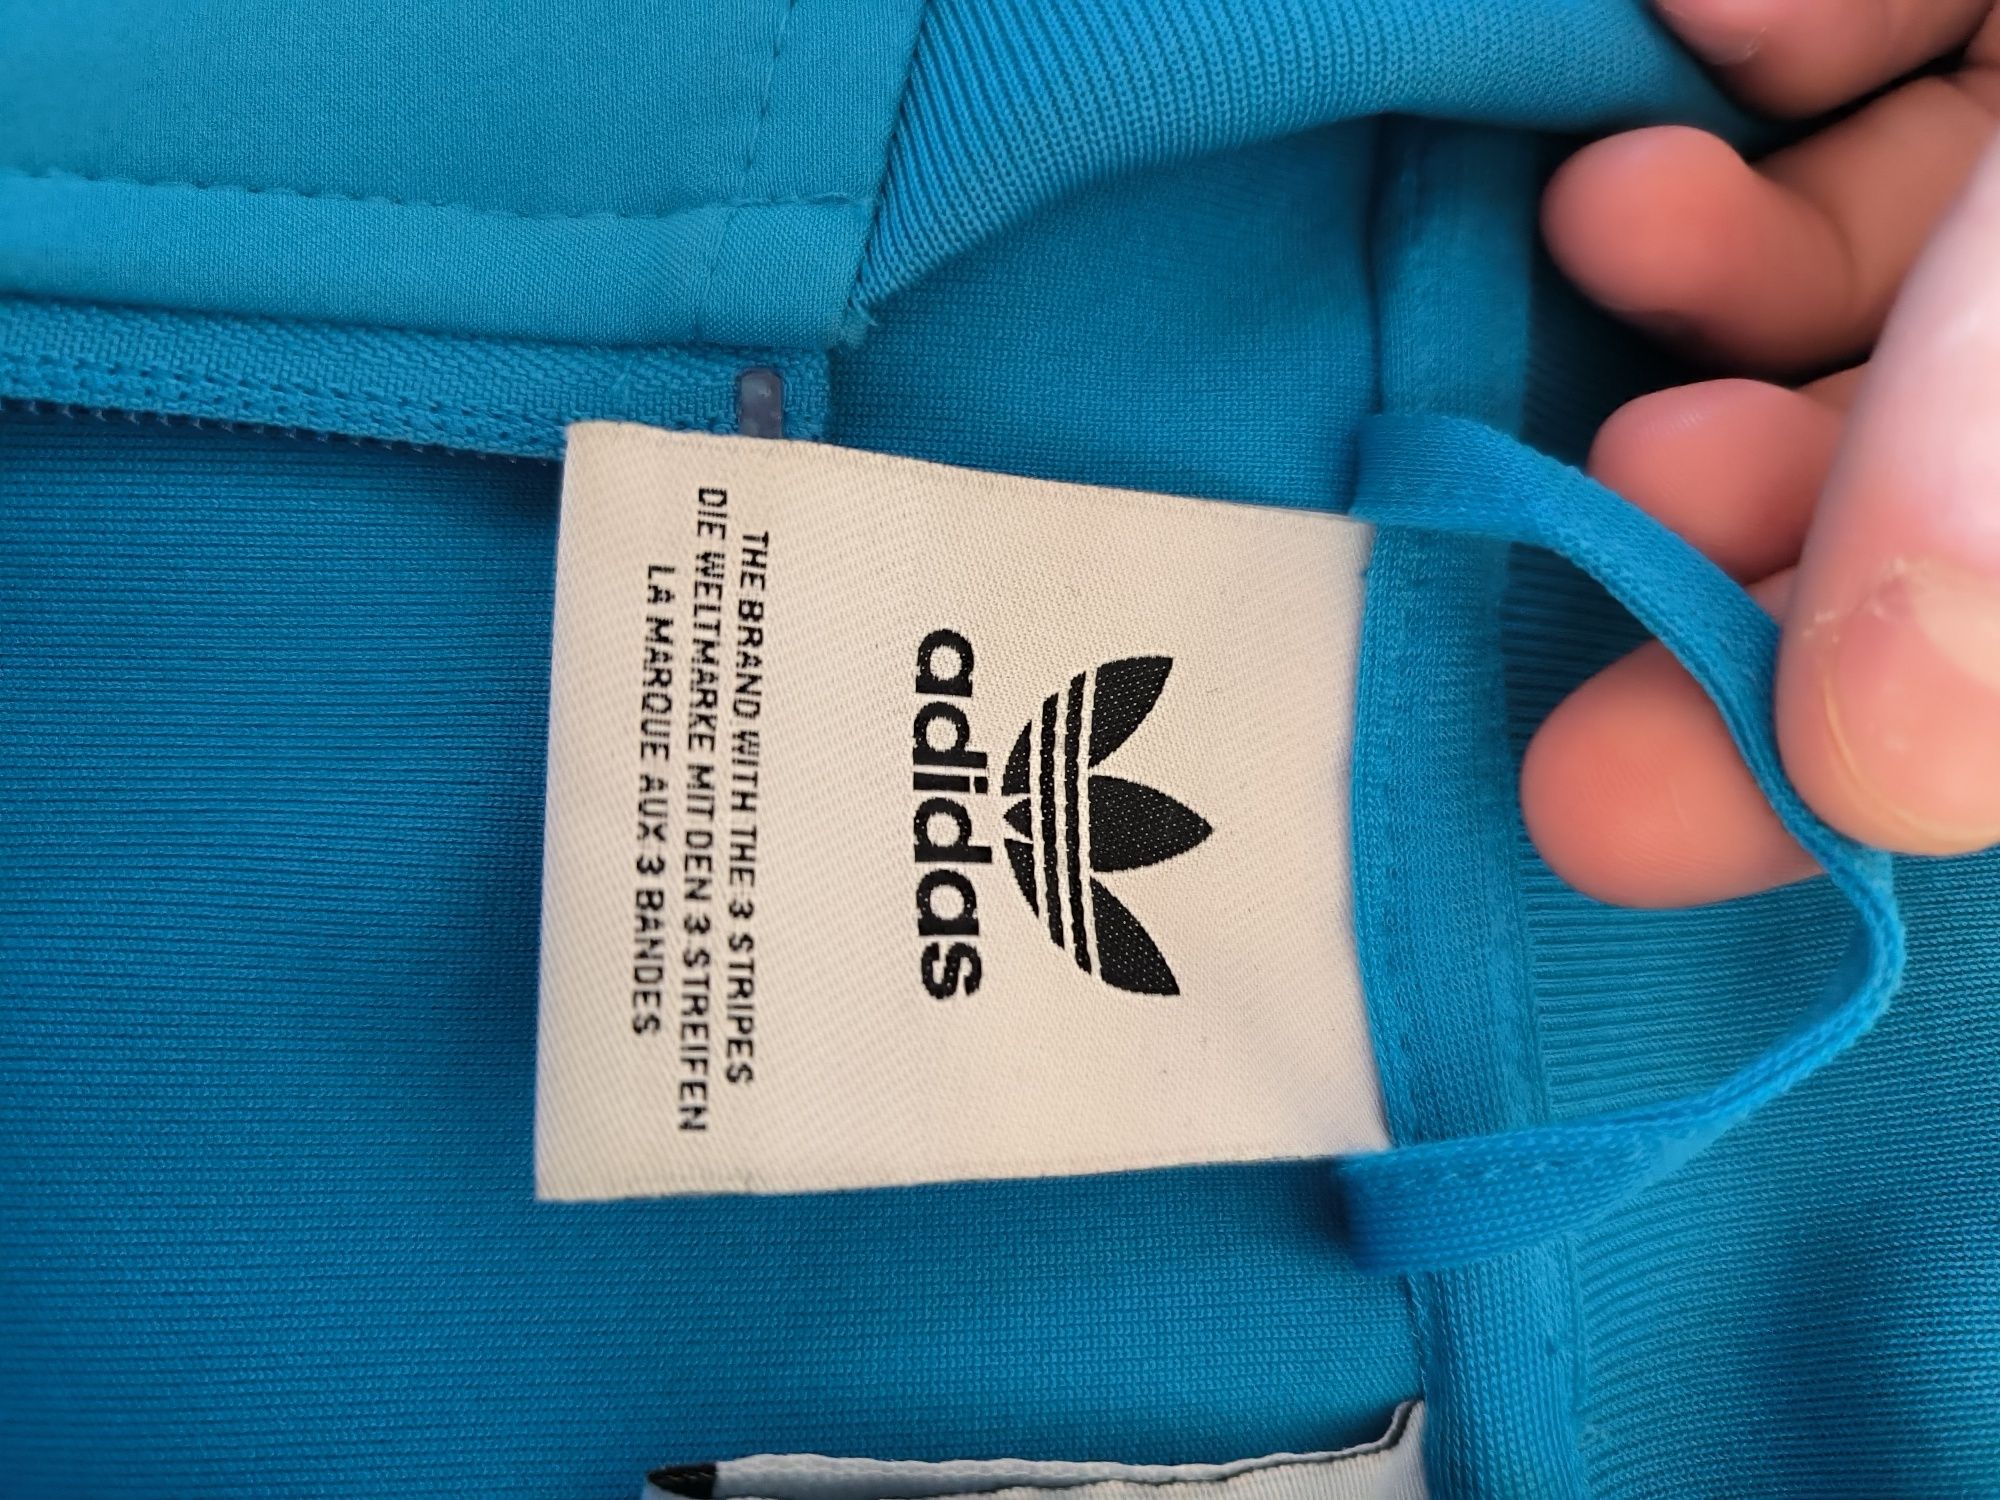 adidas
THE BRAND WITH THE 3 STRIPES
DIE WELTMARKE MIT DEN 3 STREIFEN
LA MARQUE AUX 3 BANDES